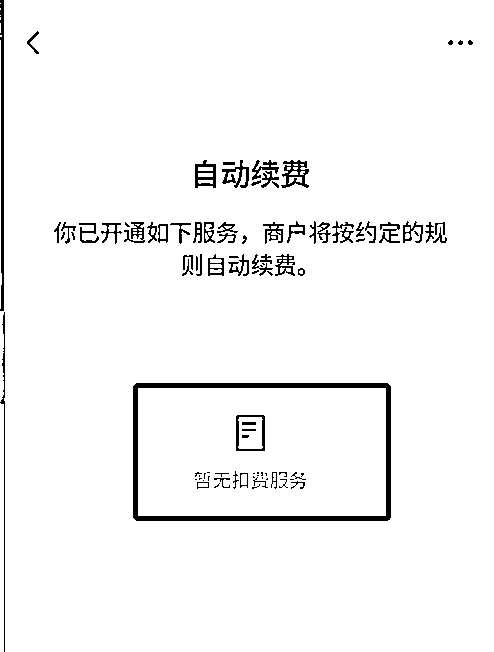 自动续费
你已开通如下服务，商户将按约定的规
则自动续费。
暂无扣费服务